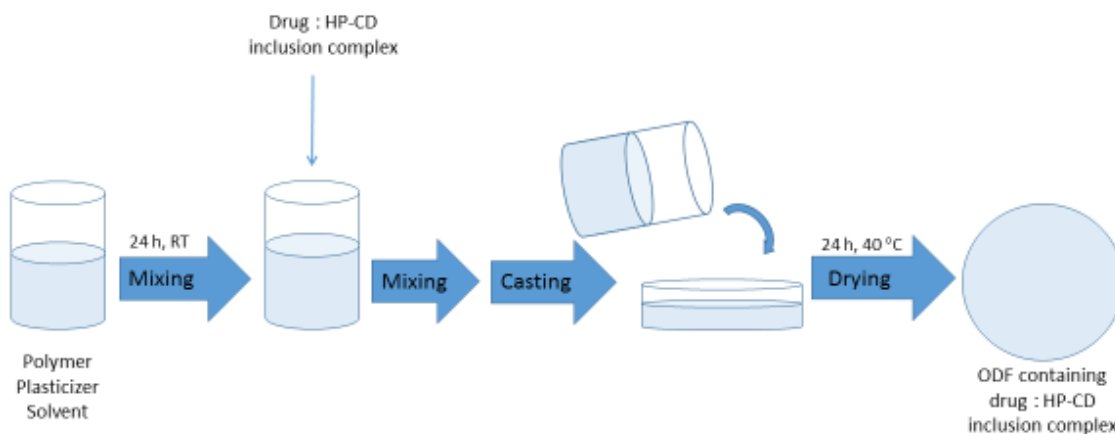 Drug : HP-CD
inclusion complex
24 h, RT
Mixing
Mixing
Casting
24 h, 40 °C
Drying
Polymer
Plasticizer
Solvent
ODF containing
drug : HP-CD
inclusion complex